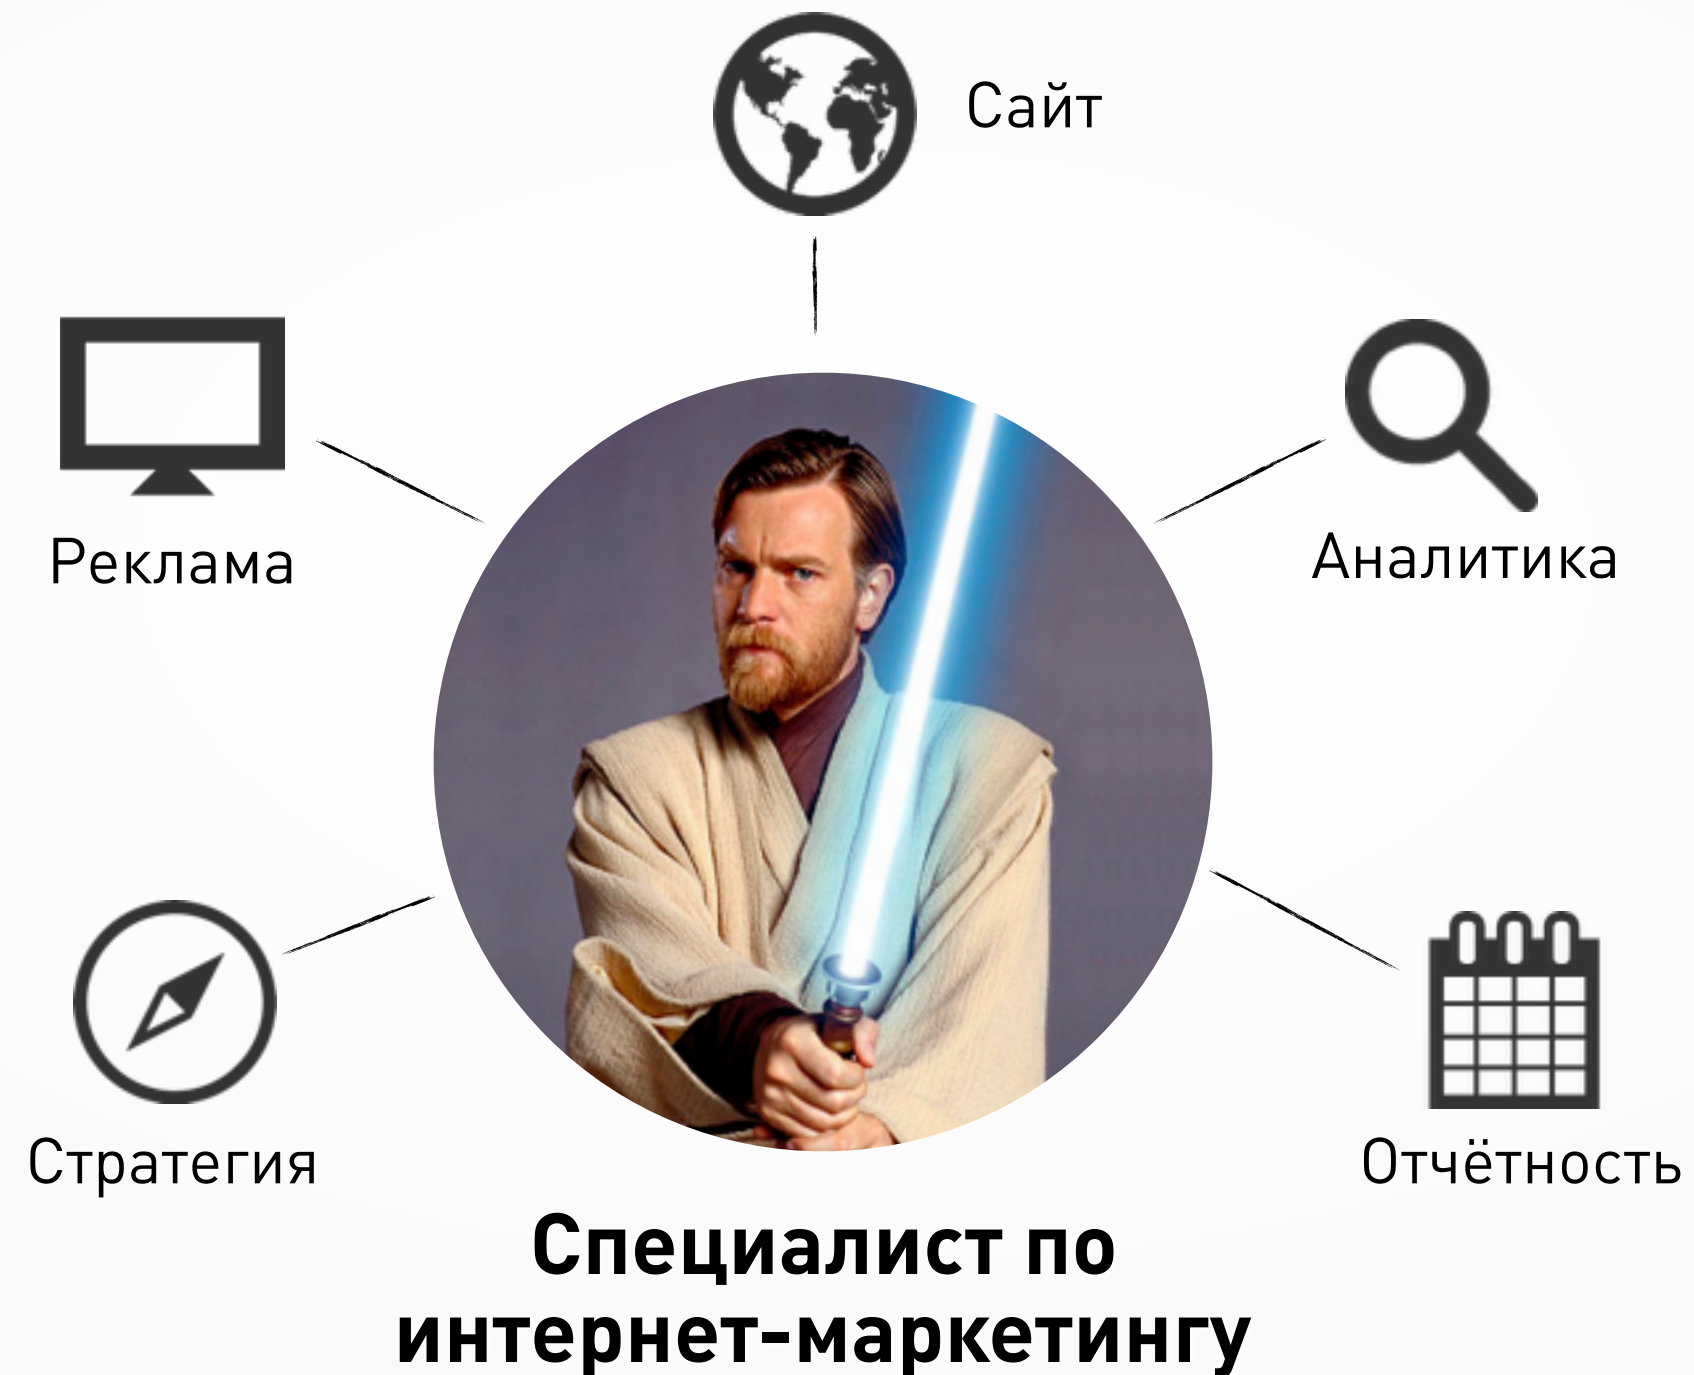 Сайт
Реклама
Аналитика
Стратегия
Отчётность
Специалист по
интернет-маркетингу